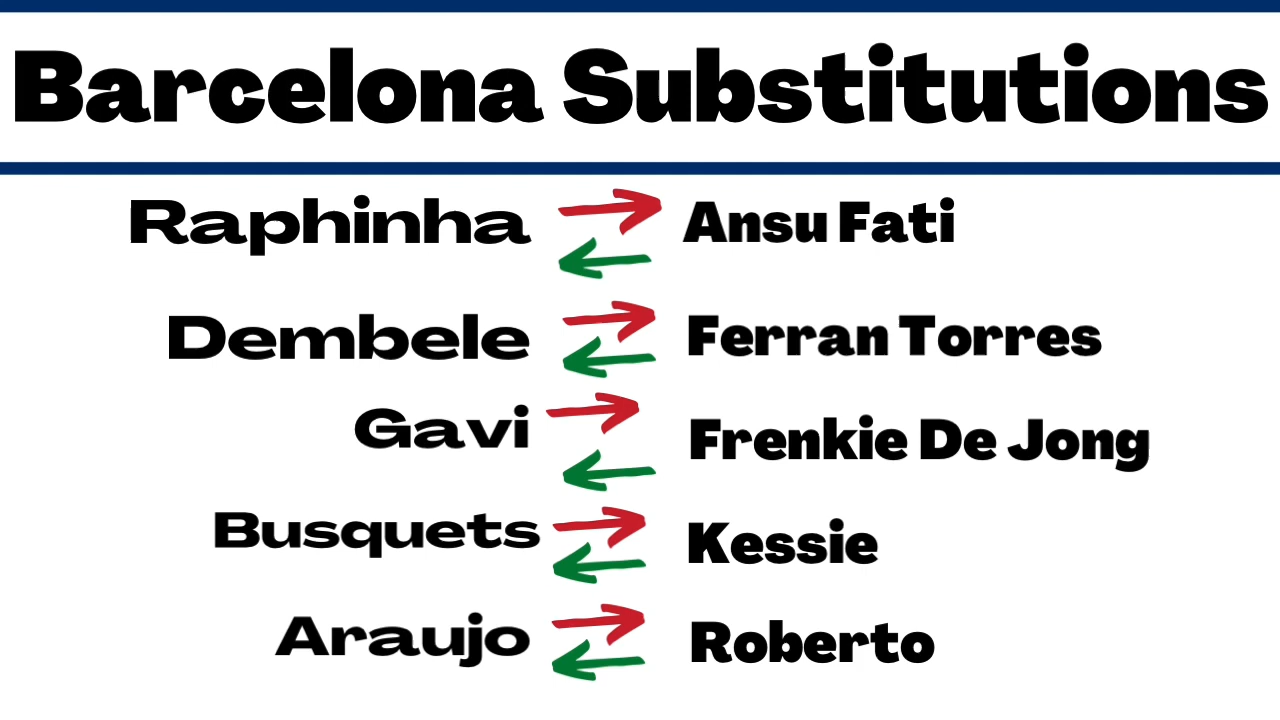 Barcelona Substitutions
Raphinha Ansu Fati
Dembele Ferran Torres
Gavi Frenkie De Jong
Busquets Kessie
Araujo Roberto